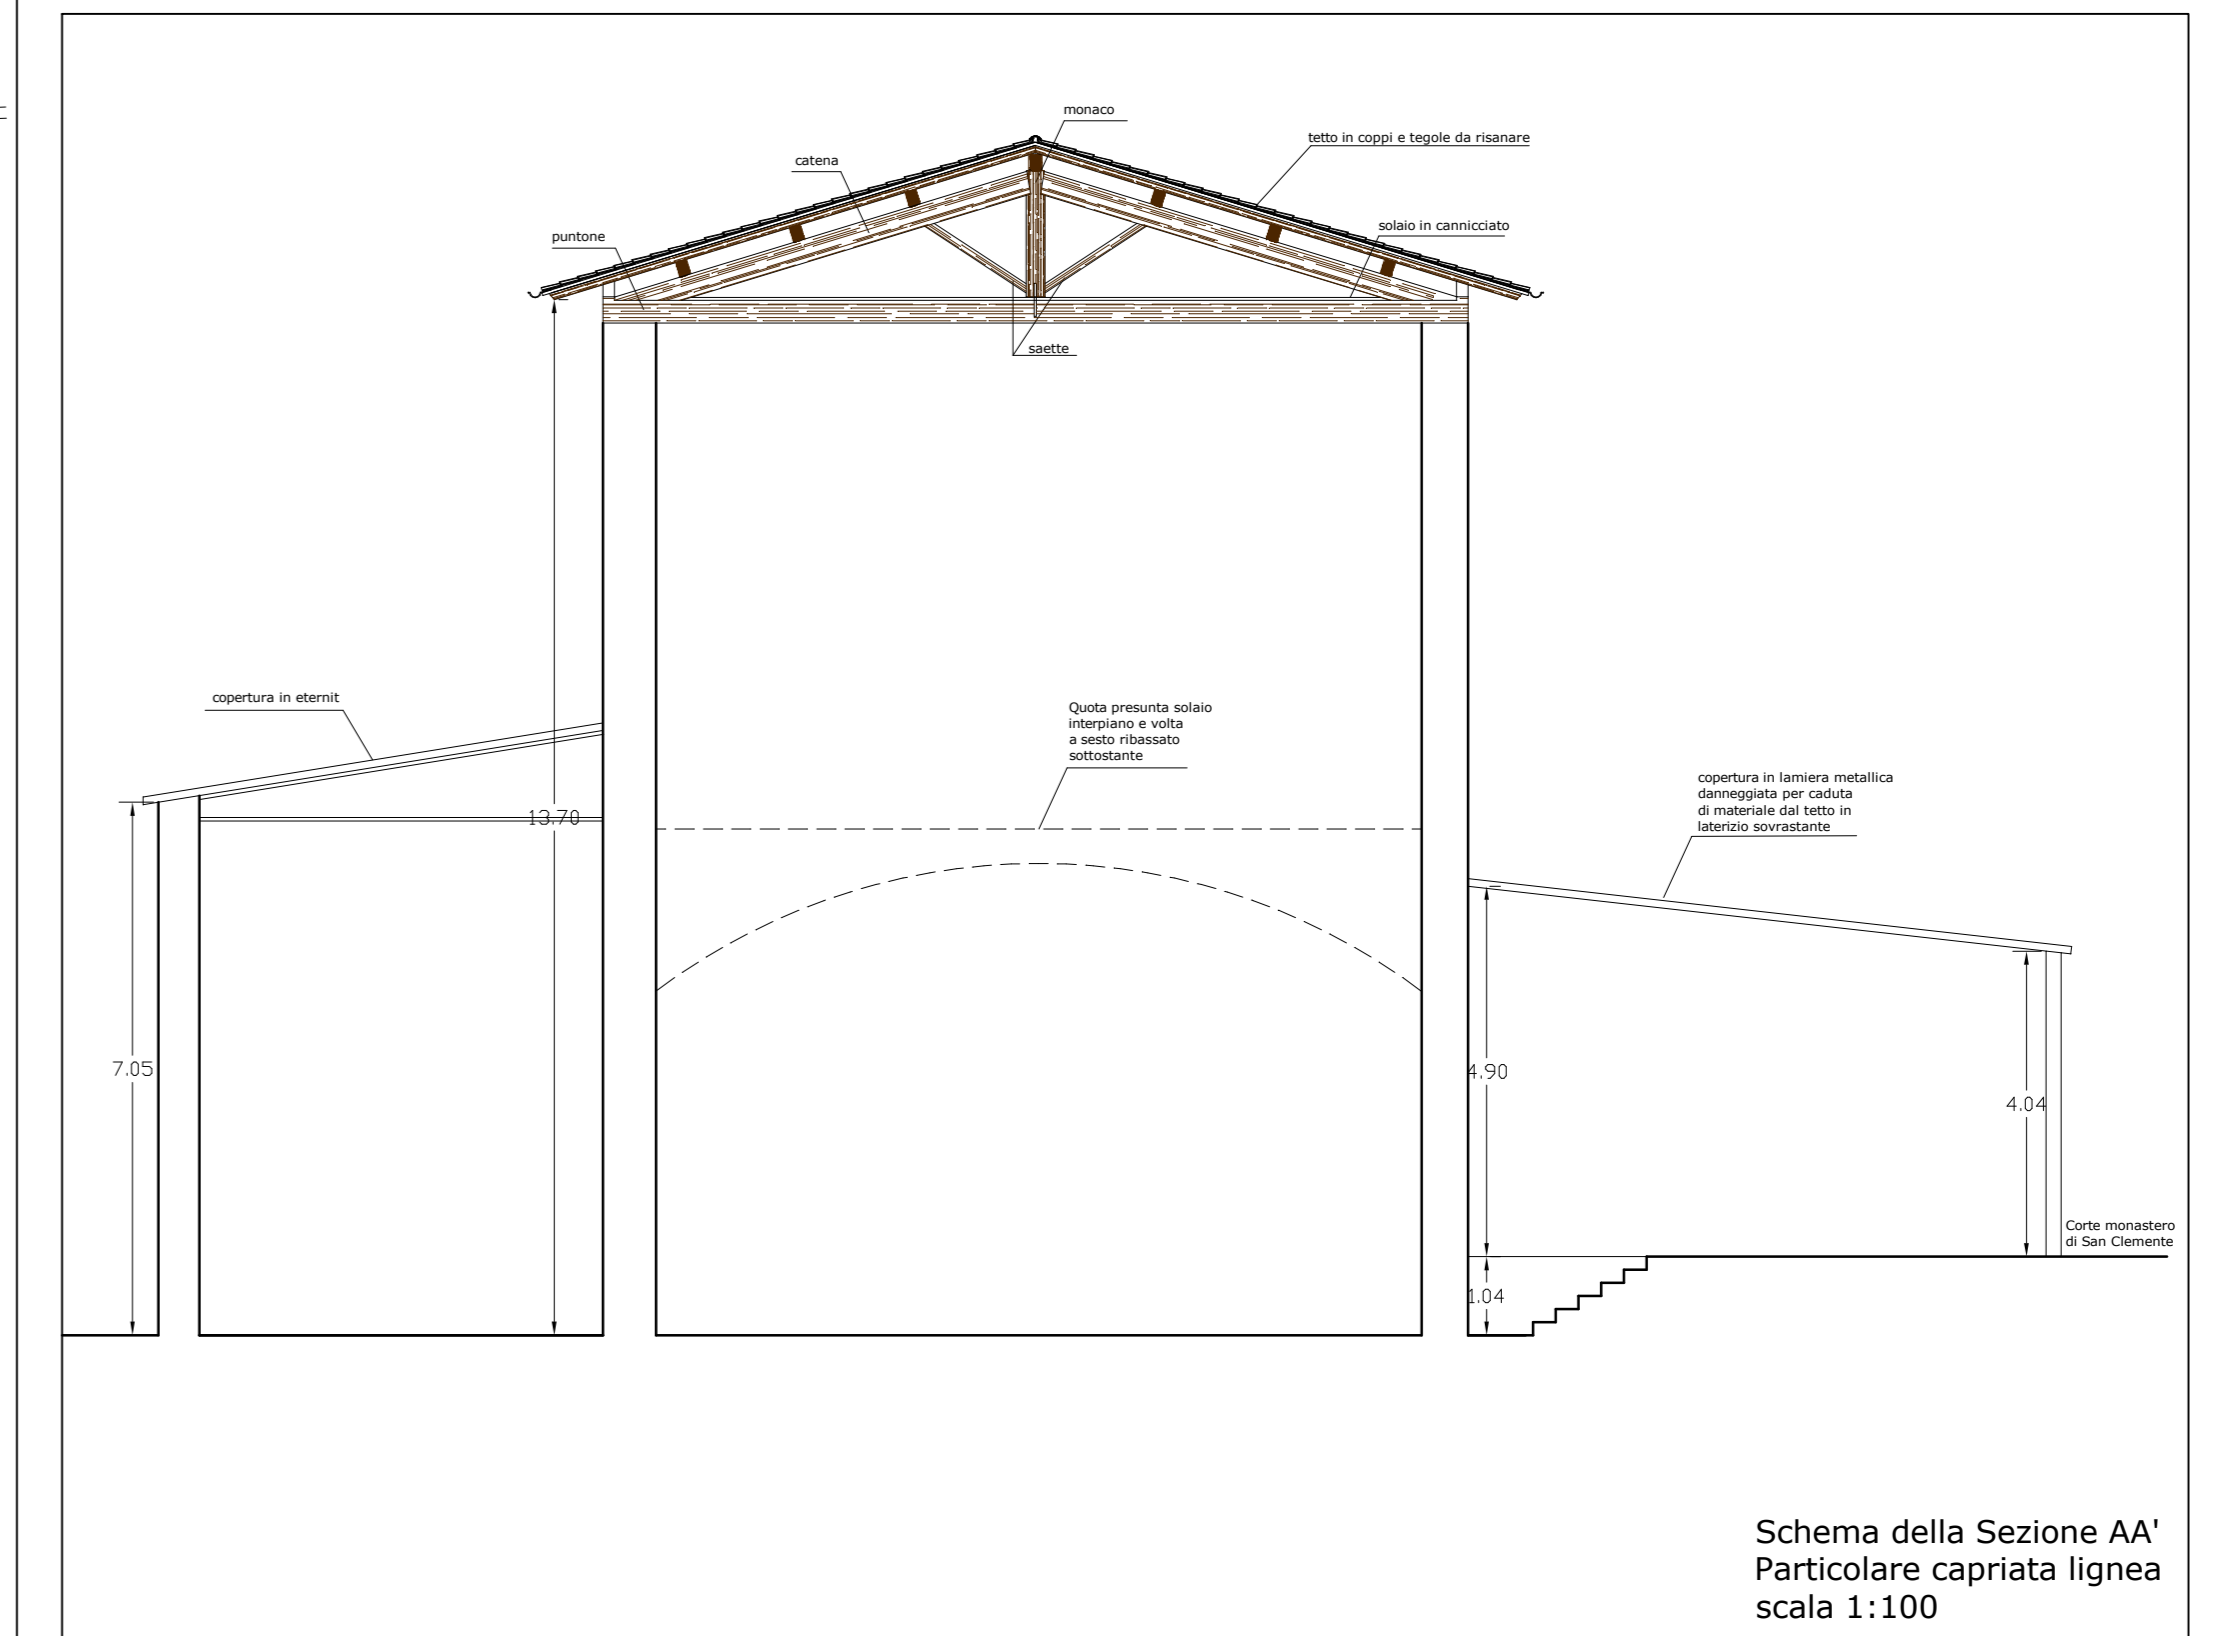 monaco
tetto in coppi e tegole da risanare
catena
solaio in cannicciato
puntone
saette
copertura in eternit
Quota presunta solaio
interpiano e volta
a sesto ribassato
sottostante
copertura in lamiera metallica
danneggiata per caduta
di materiale dal tetto in
laterizio sovrastante
13.70
7.05
4.90
4.04
Corte monastero
di San Clemente
1.04
Schema della Sezione AA'
Particolare capriata lignea
scala 1:100